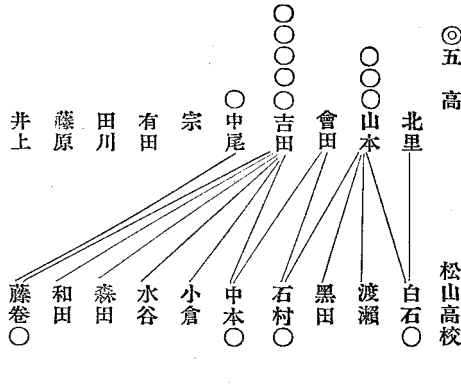 ◎五高
北里
○○○山本
會田
○○○○○吉田
○中尾
宗
有田
田川
藤原
井上
松山高校
白石○
渡瀨
黑田
石村○
中本○
小倉
水谷
森田
和田
藤卷○